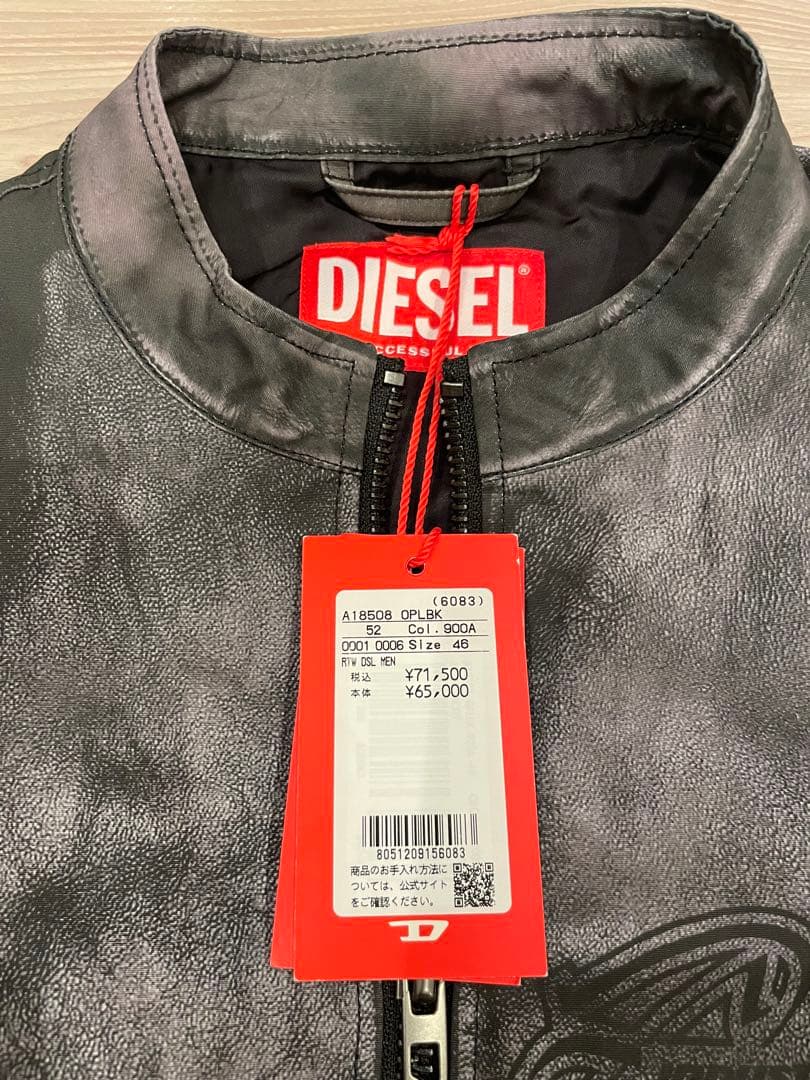 DIESEL®
(6083)
A18508 OPLBK
52 Col.900A
0001 0006 Size 46
RTW DSL MEN
税込 ¥71,500
本体 ¥65,000
8051209156083
商品のお手入れ方法に
ついては、公式サイト
をご確認ください。